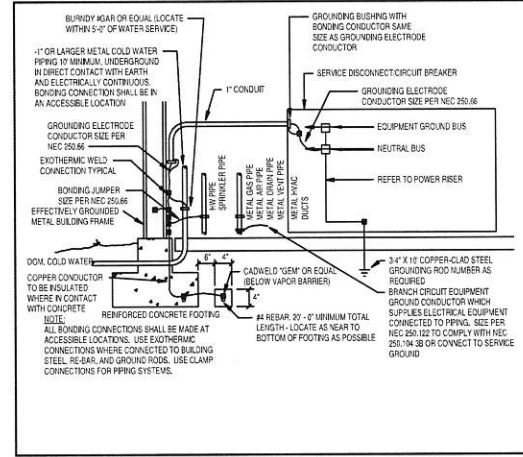 BURNDY #GAR OR EQUAL (LOCATE
WITHIN 5'-0" OF WATER SERVICE)
-1" OR LARGER METAL COLD WATER
PIPING 10' MINIMUM, UNDERGROUND
IN DIRECT CONTACT WITH EARTH
AND ELECTRICALLY CONTINUOUS.
BONDING CONNECTION SHALL BE IN
AN ACCESSIBLE LOCATION
GROUNDING ELECTRODE
CONDUCTOR SIZE PER
NEC 250.66
EXOTHERMIC WELD
CONNECTION TYPICAL
BONDING JUMPER
SIZE PER NEC 250.66
EFFECTIVELY GROUNDED
METAL BUILDING FRAME
DOM. COLD WATER
COPPER CONDUCTOR
TO BE INSULATED
WHERE IN CONTACT
WITH CONCRETE
1" CONDUIT
HW PIPE
SPRINKLER PIPE
METAL GAS PIPE
METAL AIR PIPE
METAL DRAIN PIPE
METAL VENT PIPE
METAL HVAC
DUCTS
GROUNDING BUSHING WITH
BONDING CONDUCTOR SAME
SIZE AS GROUNDING ELECTRODE
CONDUCTOR
SERVICE DISCONNECT/CIRCUIT BREAKER
GROUNDING ELECTRODE
CONDUCTOR SIZE PER NEC 250.66
EQUIPMENT GROUND BUS
NEUTRAL BUS
REFER TO POWER RISER
6"
4"
4"
CADWELD "GEM" OR EQUAL
(BELOW VAPOR BARRIER)
REINFORCED CONCRETE FOOTING
#4 REBAR, 20' - 0" MINIMUM TOTAL
LENGTH - LOCATE AS NEAR TO
BOTTOM OF FOOTING AS POSSIBLE
3/4" X 10' COPPER-CLAD STEEL
GROUNDING ROD NUMBER AS
REQUIRED
BRANCH CIRCUIT EQUIPMENT
GROUND CONDUCTOR WHICH
SUPPLIES ELECTRICAL EQUIPMENT
CONNECTED TO PIPING. SIZE PER
NEC 250.122 TO COMPLY WITH NEC
250.104 3B OR CONNECT TO SERVICE
GROUND
NOTE:
ALL BONDING CONNECTIONS SHALL BE MADE AT
ACCESSIBLE LOCATIONS. USE EXOTHERMIC
CONNECTIONS WHERE CONNECTED TO BUILDING
STEEL, RE-BAR, AND GROUND RODS. USE CLAMP
CONNECTIONS FOR PIPING SYSTEMS.